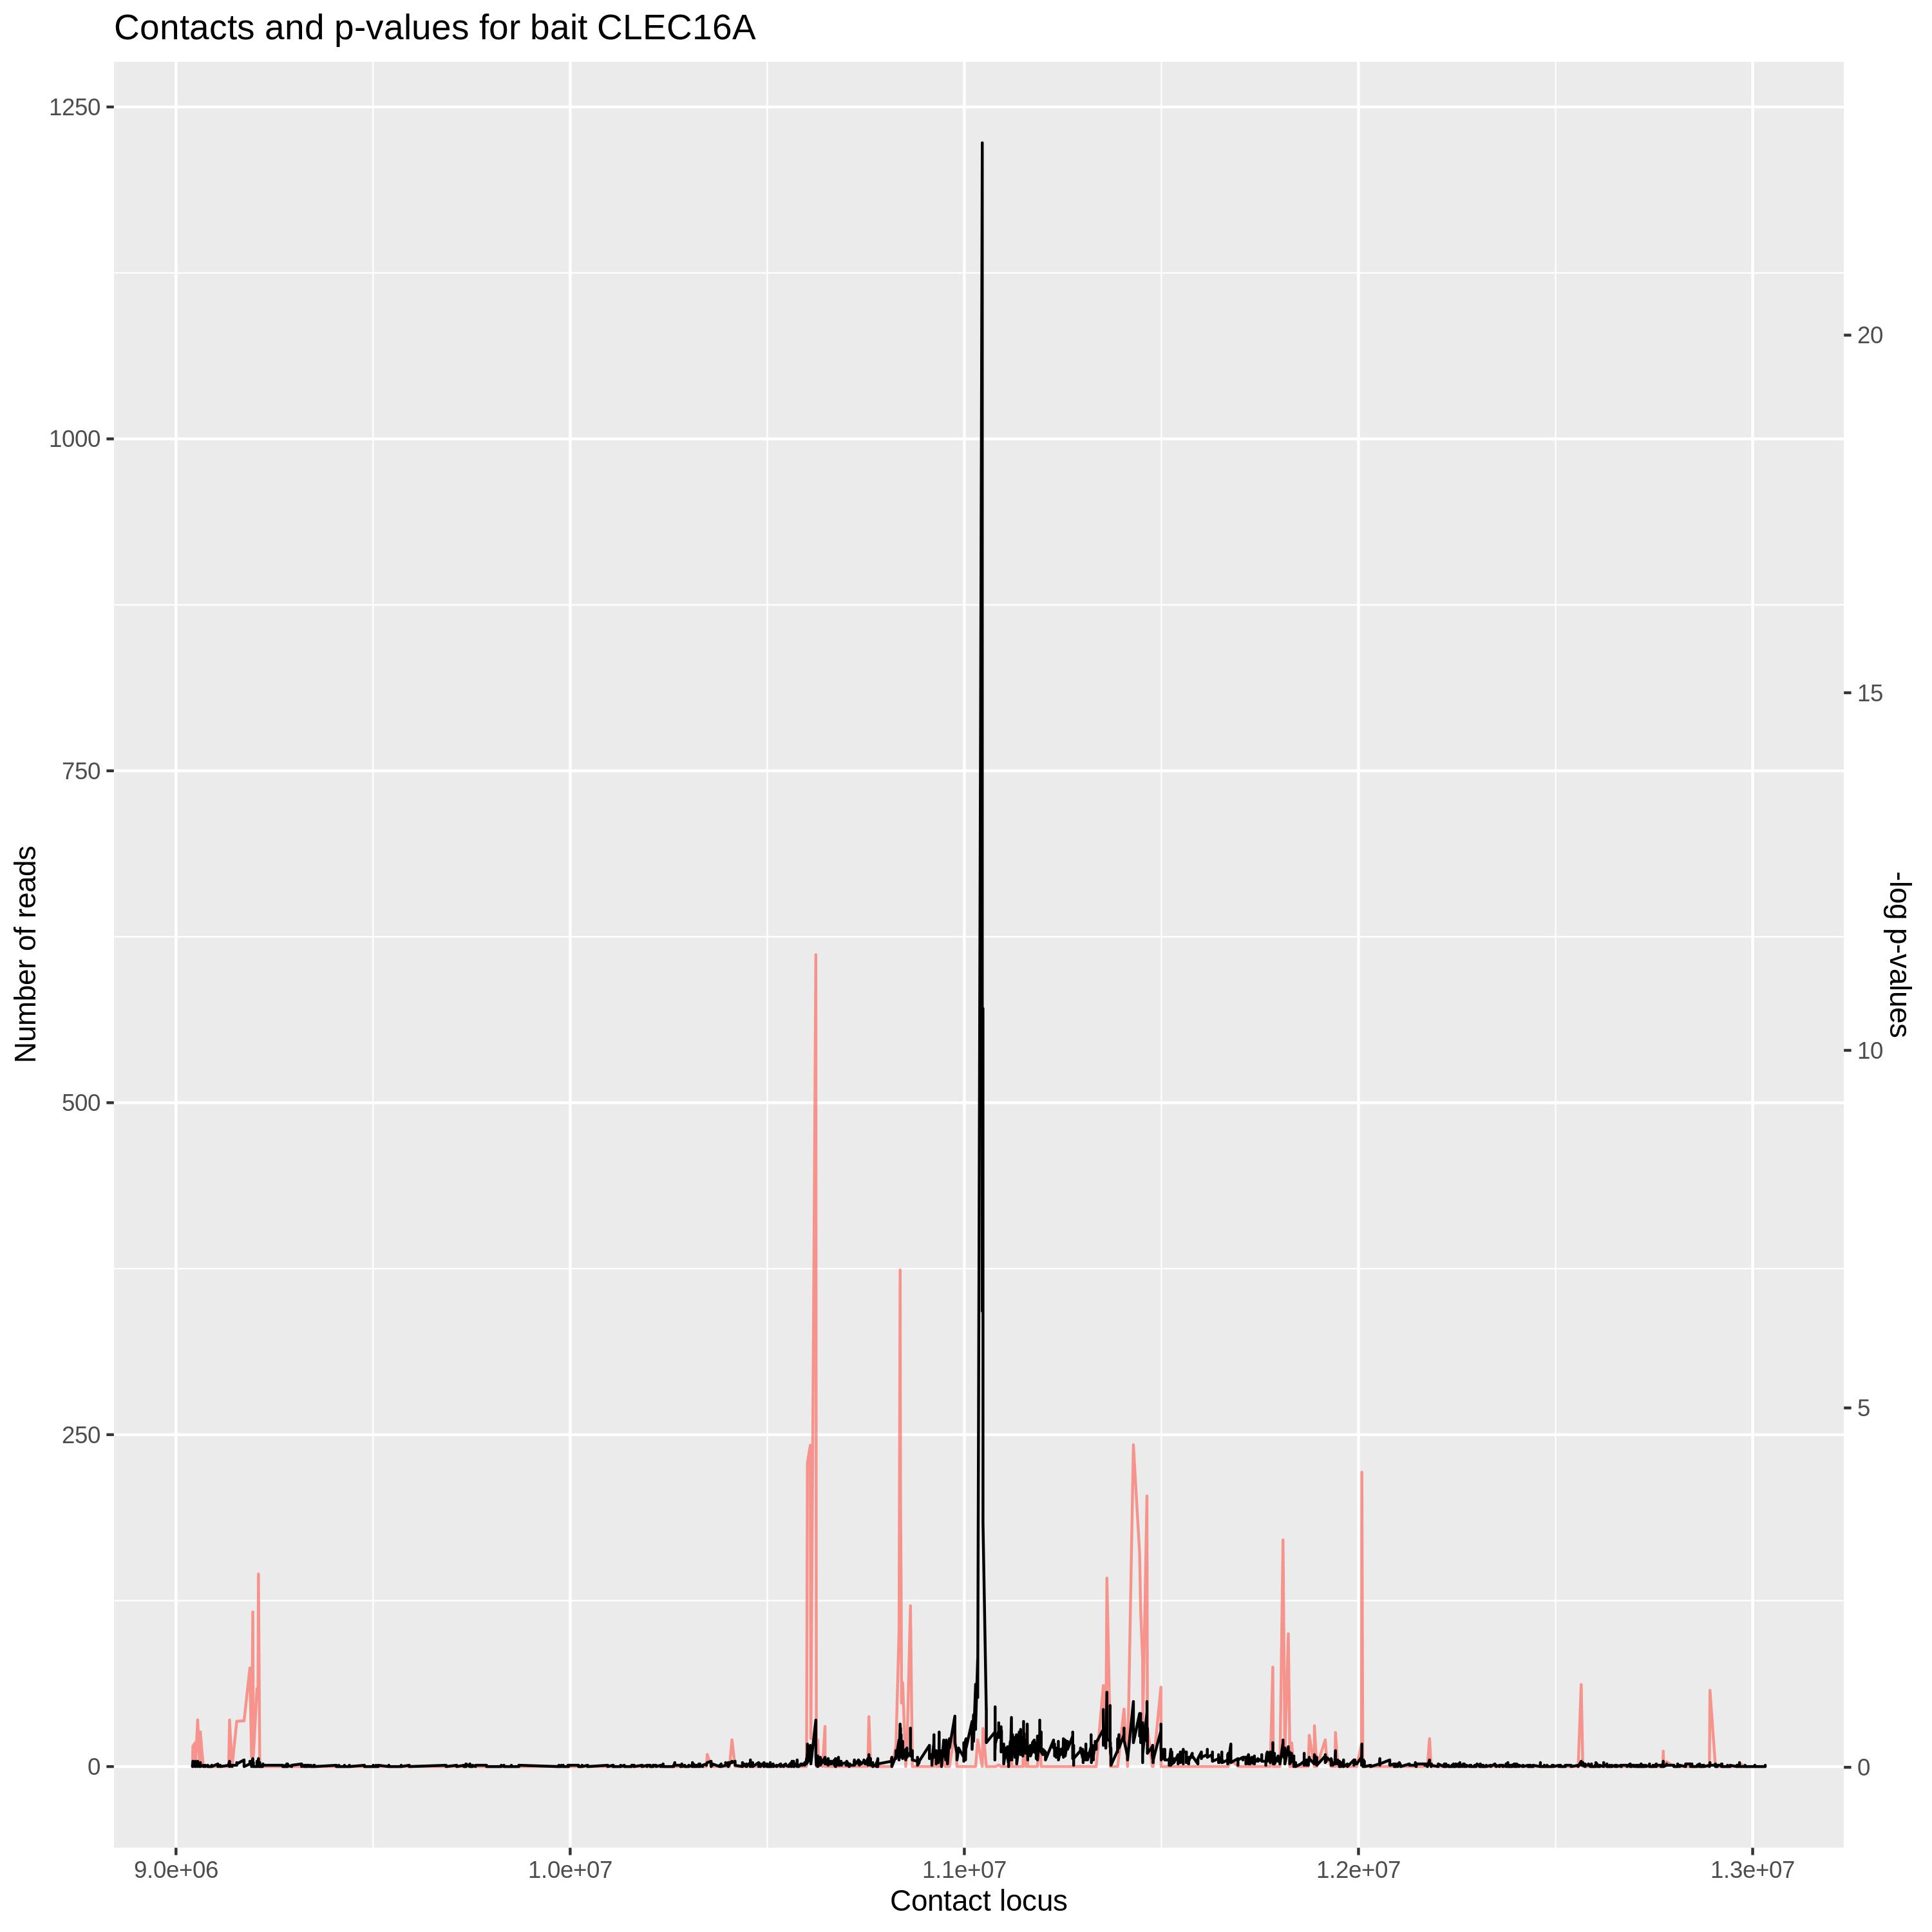 Contacts and p-values for bait CLEC16A
1250
1000
750
500
250
0
Number of reads
20
15
10
5
0
-log p-values
9.0e+06 1.0e+07 1.1e+07 1.2e+07 1.3e+07
Contact locus